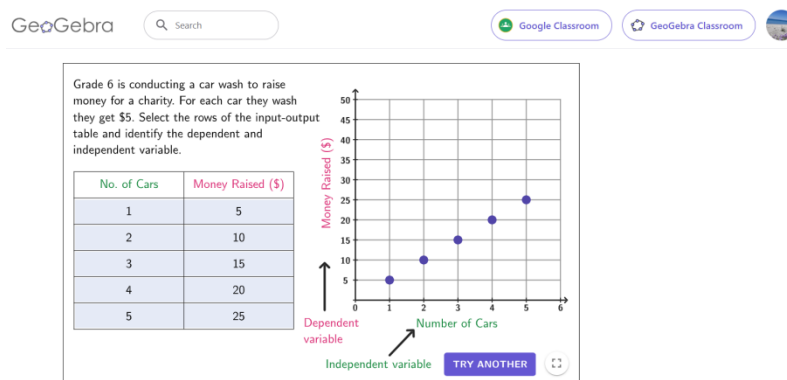 GeoGebra
Search
Google Classroom
GeoGebra Classroom
Grade 6 is conducting a car wash to raise
money for a charity. For each car they wash
they get $5. Select the rows of the input-output
table and identify the dependent and
independent variable.
No. of Cars Money Raised ($)
1 5
2 10
3 15
4 20
5 25
Money Raised ($)
50
45
40
35
30
25
20
15
10
5
0 1 2 3 4 5 6
Dependent
variable
Number of Cars
Independent variable
TRY ANOTHER